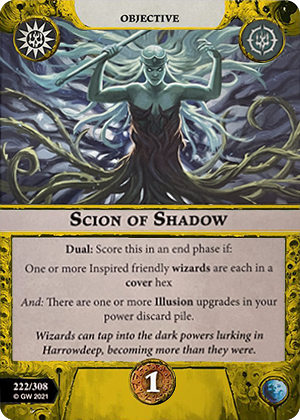 OBJECTIVE
SCION OF SHADOW
Dual: Score this in an end phase if:
One or more Inspired friendly wizards are each in a
cover hex
And: There are one or more Illusion upgrades in your
power discard pile.
Wizards can tap into the dark powers lurking in
Harrowdeep, becoming more than they were.
222/308
© GW 2021
1